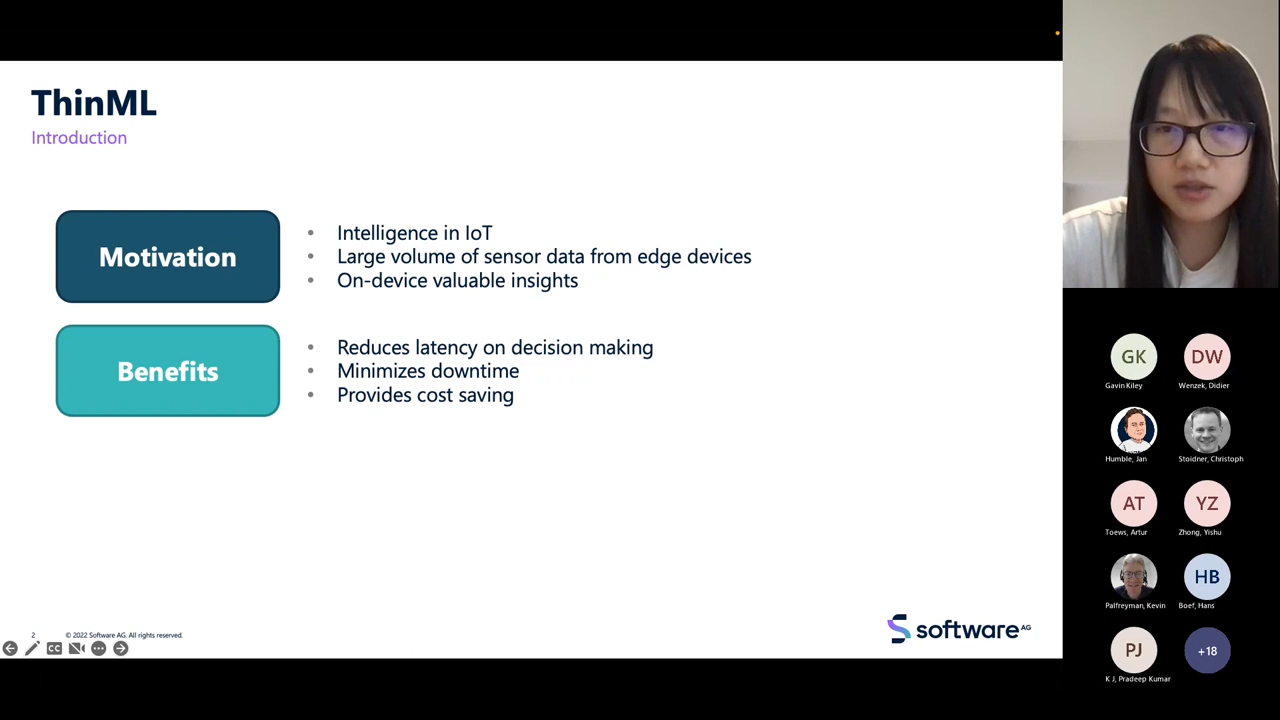 ThinML
Introduction
Motivation
• Intelligence in IoT
• Large volume of sensor data from edge devices
• On-device valuable insights
Benefits
• Reduces latency on decision making
• Minimizes downtime
• Provides cost saving
2 © 2022 Software AG. All rights reserved.
CC
software AG
GK DW
Gavin Kiley Wenzek, Didier
Humble, Jan Stoidner, Christoph
AT YZ
Toews, Artur Zhong, Yishu
HB
Palfreyman, Kevin Boef, Hans
PJ +18
K J, Pradeep Kumar